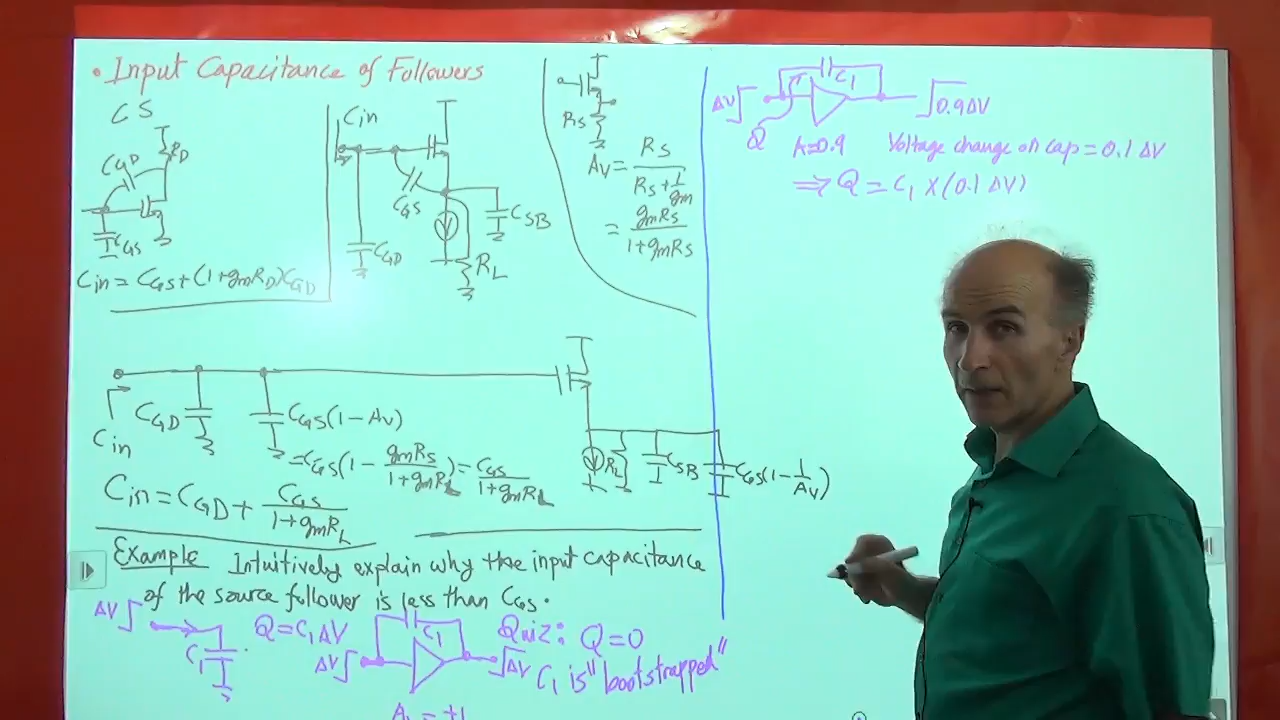 • Input Capacitance of Followers
CS
RD
CGD
CGS
Cin = CGS+(1+gmRD)CGD
Cin
CGS
CSB
CGD
RL
RS
AV = RS / (RS + 1/gm)
= gmRS / (1+gmRS)
Cin
CGD
CGS(1-AV)
=CGS(1 - gmRS / (1+gmRL)) = CGS / (1+gmRL)
Cin = CGD + CGS / (1+gmRL)
RL
CSB
CGS(1 - 1/AV)
Example Intuitively explain why the input capacitance
of the source follower is less than CGS.
ΔV
C1
Q=C1ΔV
ΔV
C1
ΔV
Quiz: Q=0
C1 is "bootstrapped"
ΔV
C1
0.9ΔV
Q
A=0.9 Voltage change on cap = 0.1 ΔV
⇒ Q = C1 × (0.1 ΔV)